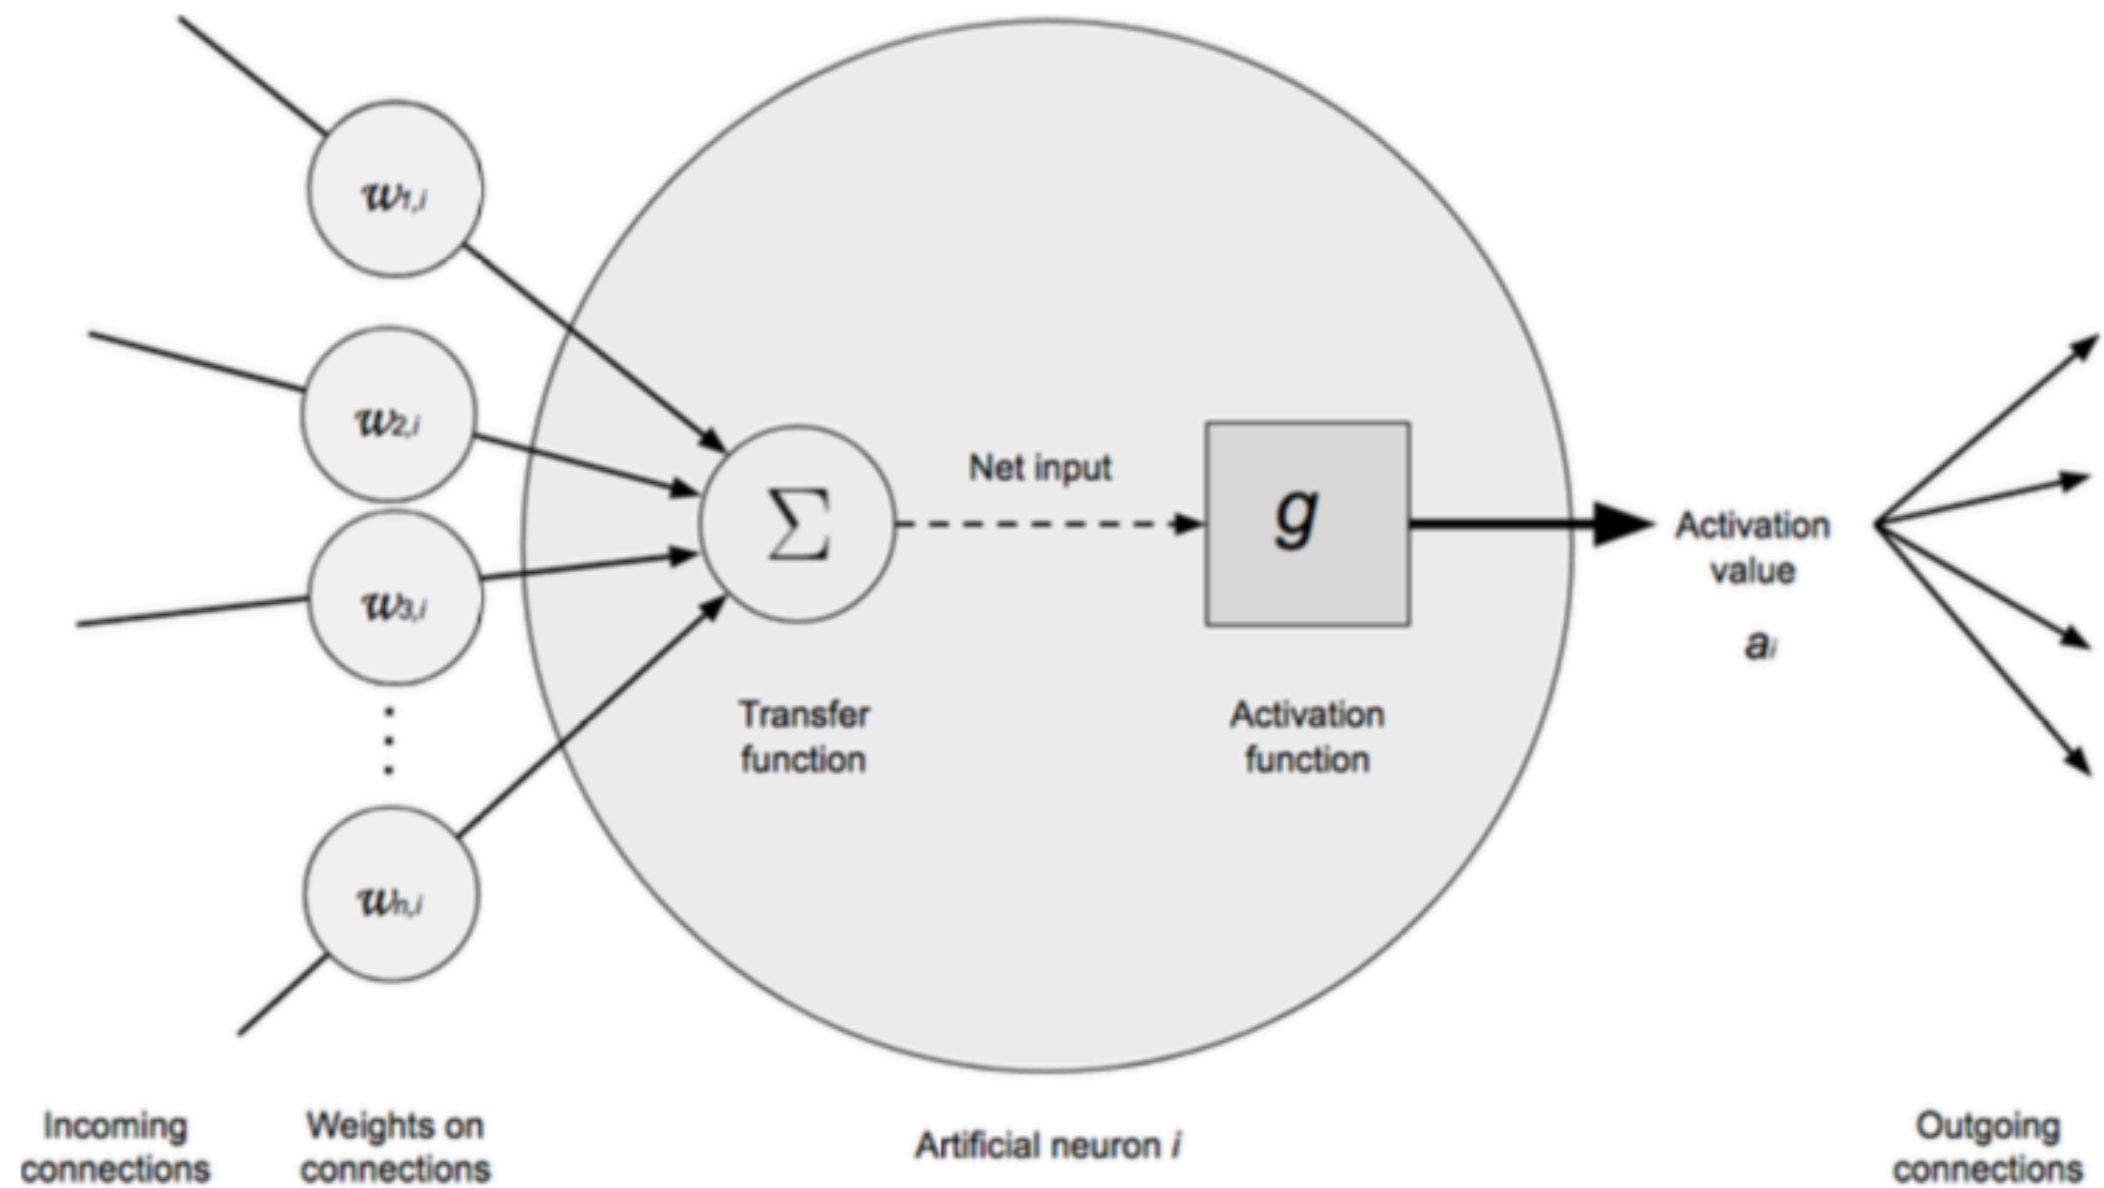 w1,i
w2,i
w3,i
wn,i
Σ
Net input
g
Activation
value
ai
Transfer
function
Activation
function
Incoming
connections
Weights on
connections
Artificial neuron i
Outgoing
connections